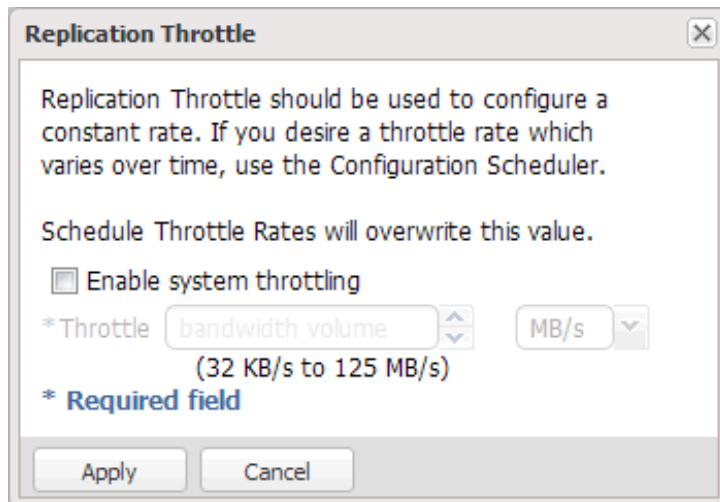 Replication Throttle
Replication Throttle should be used to configure a
constant rate. If you desire a throttle rate which
varies over time, use the Configuration Scheduler.
Schedule Throttle Rates will overwrite this value.
Enable system throttling
*Throttle bandwidth volume MB/s
(32 KB/s to 125 MB/s)
* Required field
Apply Cancel